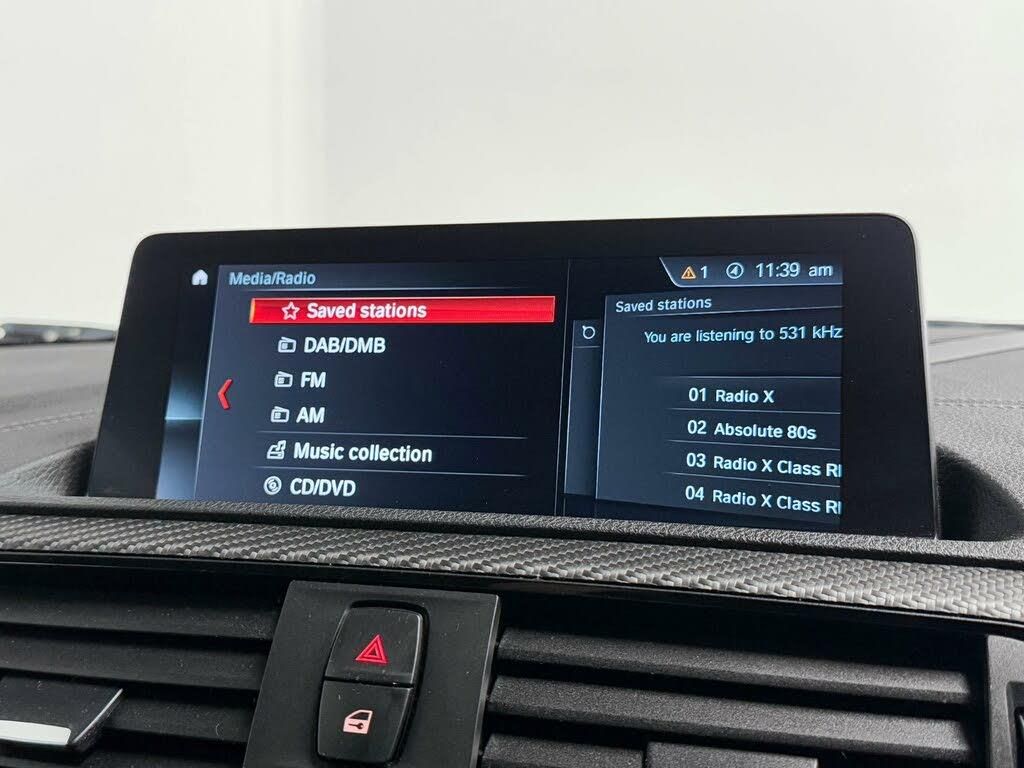 Media/Radio
1 11:39 am
Saved stations
DAB/DMB
FM
AM
Music collection
CD/DVD
Saved stations
You are listening to 531 kHz
01 Radio X
02 Absolute 80s
03 Radio X Class
04 Radio X Class